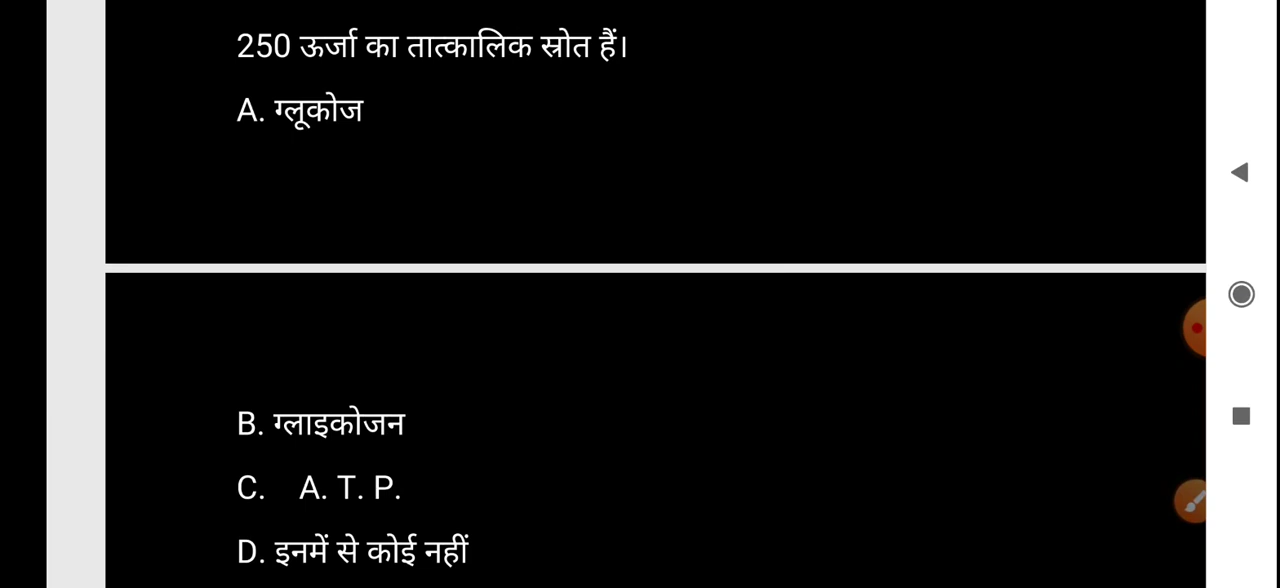 250 ऊर्जा का तात्कालिक स्रोत हैं।
A. ग्लूकोज
B. ग्लाइकोजन
C. A. T. P.
D. इनमें से कोई नहीं